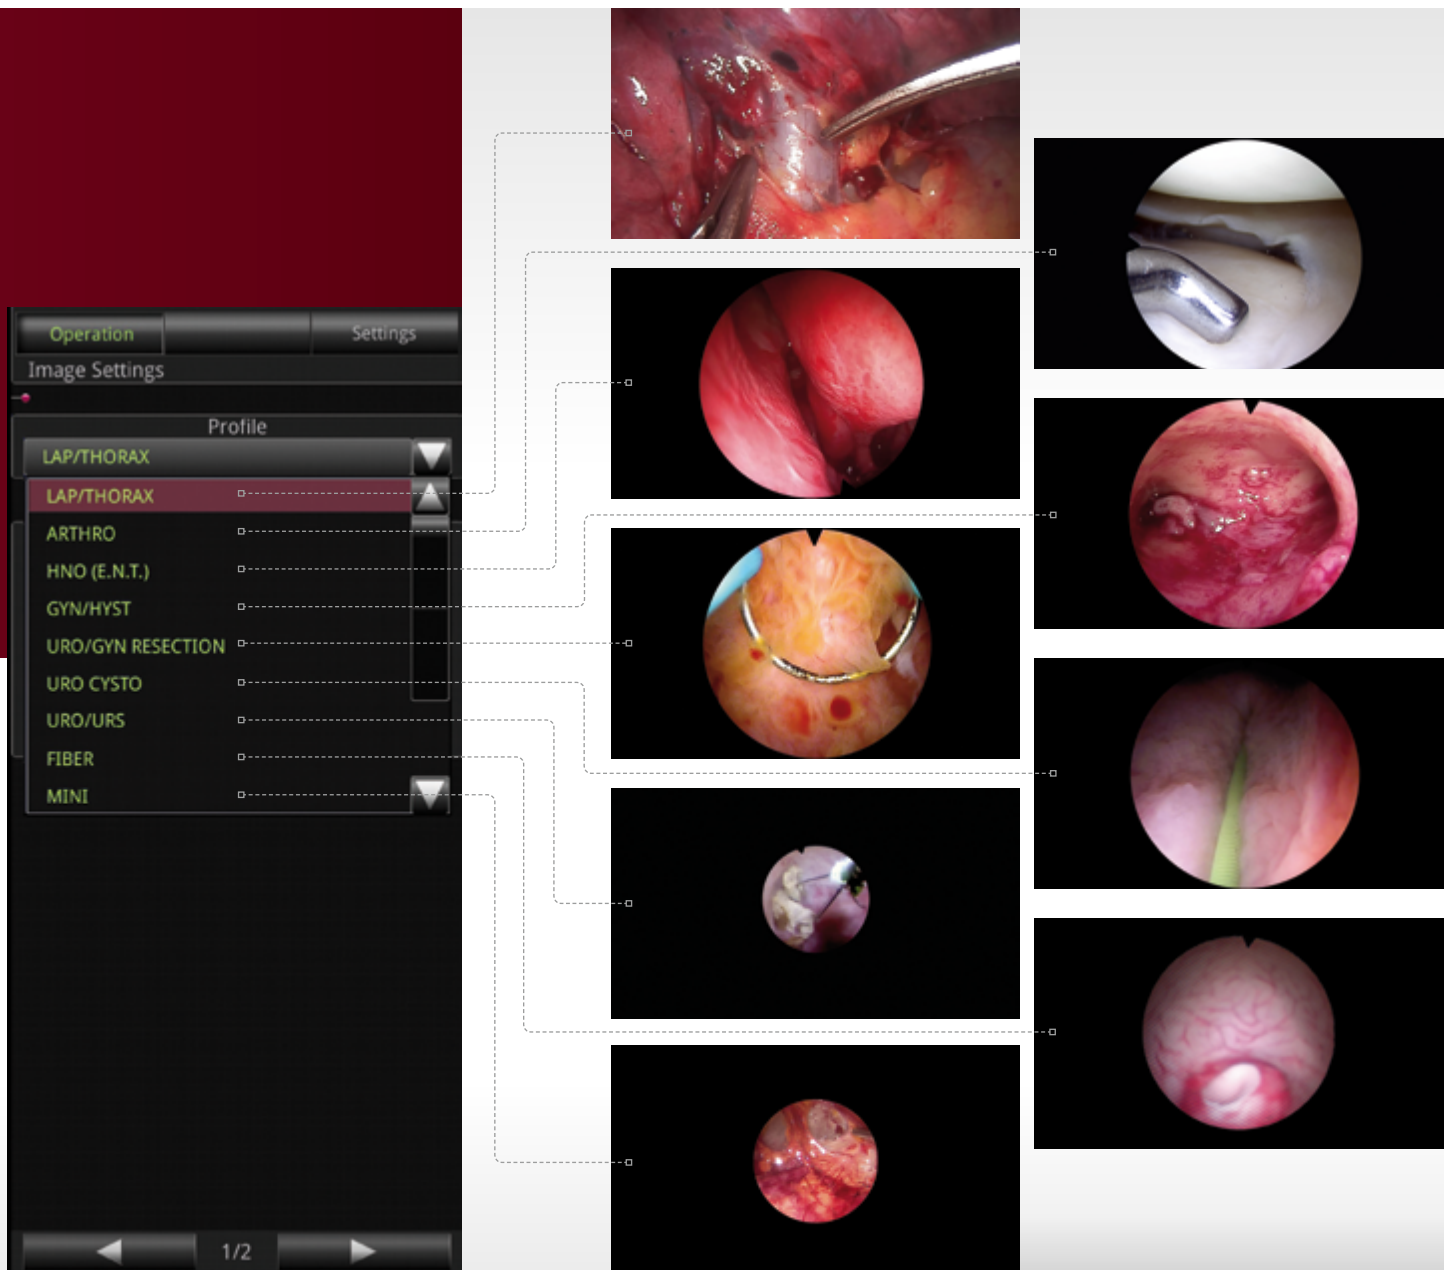 Operation
Settings
Image Settings
Profile
LAP/THORAX
LAP/THORAX
ARTHRO
HNO (E.N.T.)
GYN/HYST
URO/GYN RESECTION
URO CYSTO
URO/URS
FIBER
MINI
1/2